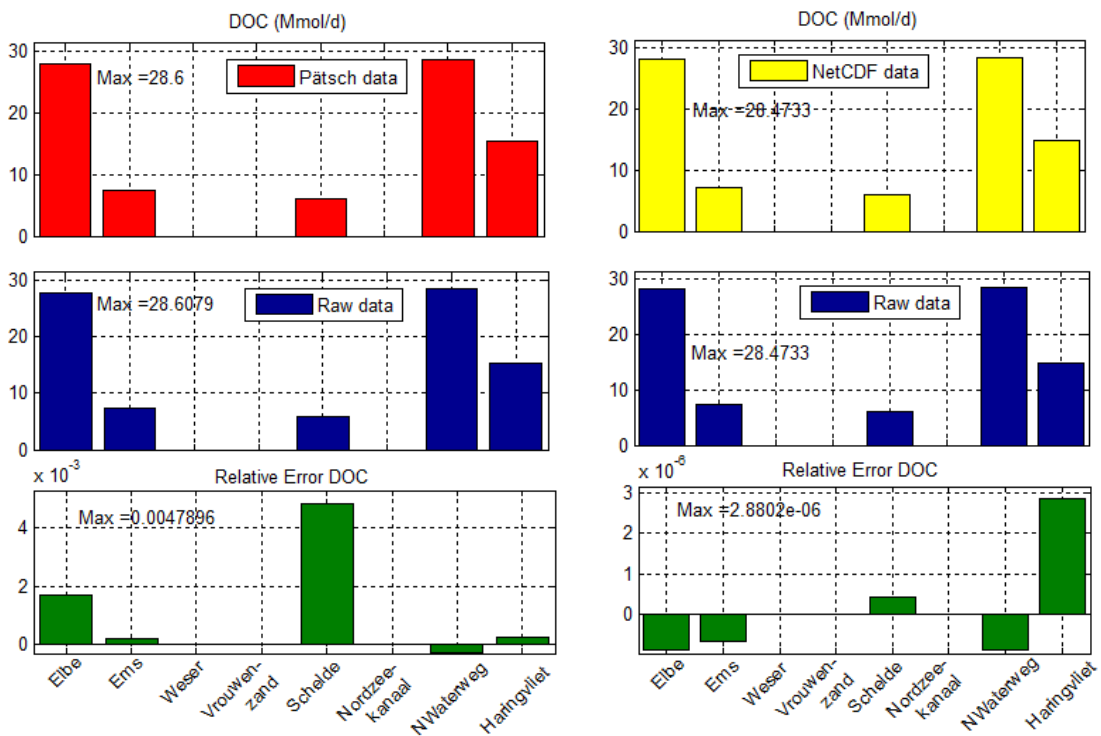 DOC (Mmol/d)
30
20
10
0
Max =28.6
Pätsch data
30
20
10
0
Max =28.6079
Raw data
x 10-3
Relative Error DOC
4
2
0
Max =0.0047896
Elbe
Ems
Weser
Vrouwen-
zand
Schelde
Nordzee-
kanaal
NWaterweg
Haringvliet
DOC (Mmol/d)
30
20
10
0
Max =28.4733
NetCDF data
30
20
10
0
Max =28.4733
Raw data
x 10-6
Relative Error DOC
3
2
1
0
Max =2.8802e-06
Elbe
Ems
Weser
Vrouwen-
zand
Schelde
Nordzee-
kanaal
NWaterweg
Haringvliet